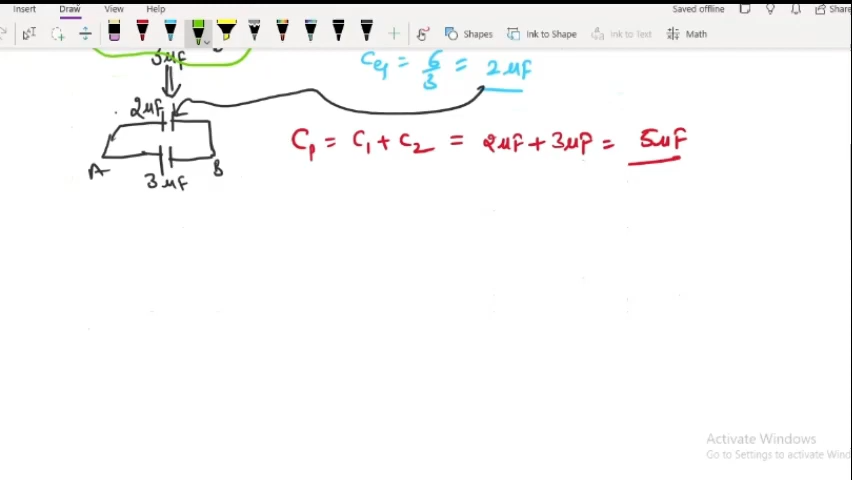 Insert Draw View Help Saved offline Share
Shapes Ink to Shape Ink to Text Math
3μF
Ceq = 6/3 = 2μF
2μF
Cp = C1 + C2 = 2μF + 3μF = 5μF
A B
3μF
Activate Windows
Go to Settings to activate Wind